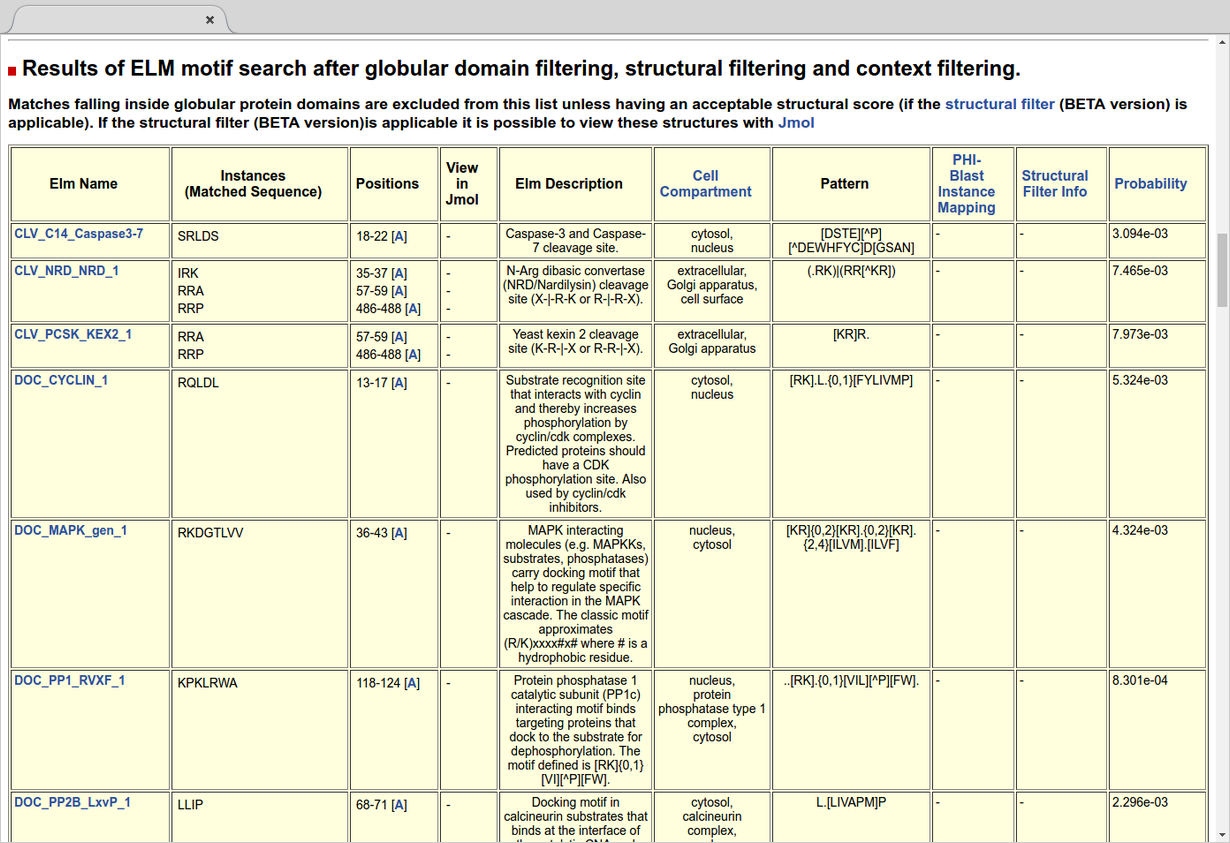 Results of ELM motif search after globular domain filtering, structural filtering and context filtering.
Matches falling inside globular protein domains are excluded from this list unless having an acceptable structural score (if the structural filter (BETA version) is
applicable). If the structural filter (BETA version)is applicable it is possible to view these structures with Jmol
Elm Name
Instances
(Matched Sequence)
Positions
View
in
Jmol
Elm Description
Cell
Compartment
Pattern
PHI-
Blast
Instance
Mapping
Structural
Filter Info
Probability
CLV_C14_Caspase3-7
SRLDS
18-22 [A]
-
Caspase-3 and Caspase-
7 cleavage site.
cytosol,
nucleus
[DSTE][^P]
[^DEWHFYC]D[GSAN]
-
-
3.094e-03
CLV_NRD_NRD_1
IRK
RRA
RRP
35-37 [A]
57-59 [A]
486-488 [A]
-
-
-
N-Arg dibasic convertase
(NRD/Nardilysin) cleavage
site (X-|-R-K or R-|-R-X).
extracellular,
Golgi apparatus,
cell surface
(.RK)|(RR[^KR])
-
-
7.465e-03
CLV_PCSK_KEX2_1
RRA
RRP
57-59 [A]
486-488 [A]
-
-
Yeast kexin 2 cleavage
site (K-R-|-X or R-R-|-X).
extracellular,
Golgi apparatus
[KR]R.
-
-
7.973e-03
DOC_CYCLIN_1
RQLDL
13-17 [A]
-
Substrate recognition site
that interacts with cyclin
and thereby increases
phosphorylation by
cyclin/cdk complexes.
Predicted proteins should
have a CDK
phosphorylation site. Also
used by cyclin/cdk
inhibitors.
cytosol,
nucleus
[RK].L.{0,1}[FYLIVMP]
-
-
5.324e-03
DOC_MAPK_gen_1
RKDGTLVV
36-43 [A]
-
MAPK interacting
molecules (e.g. MAPKKs,
substrates, phosphatases)
carry docking motif that
help to regulate specific
interaction in the MAPK
cascade. The classic motif
approximates
(R/K)xxxx#x# where # is a
hydrophobic residue.
nucleus,
cytosol
[KR]{0,2}[KR].{0,2}[KR].
{2,4}[ILVM].[ILVF]
-
-
4.324e-03
DOC_PP1_RVXF_1
KPKLRWA
118-124 [A]
-
Protein phosphatase 1
catalytic subunit (PP1c)
interacting motif binds
targeting proteins that
dock to the substrate for
dephosphorylation. The
motif defined is [RK]{0,1}
[VI][^P][FW].
nucleus,
protein
phosphatase type 1
complex,
cytosol
..[RK].{0,1}[VIL][^P][FW].
-
-
8.301e-04
DOC_PP2B_LxvP_1
LLIP
68-71 [A]
-
Docking motif in
calcineurin substrates that
binds at the interface of
cytosol,
calcineurin
complex,
L.[LIVAPM]P
-
-
2.296e-03